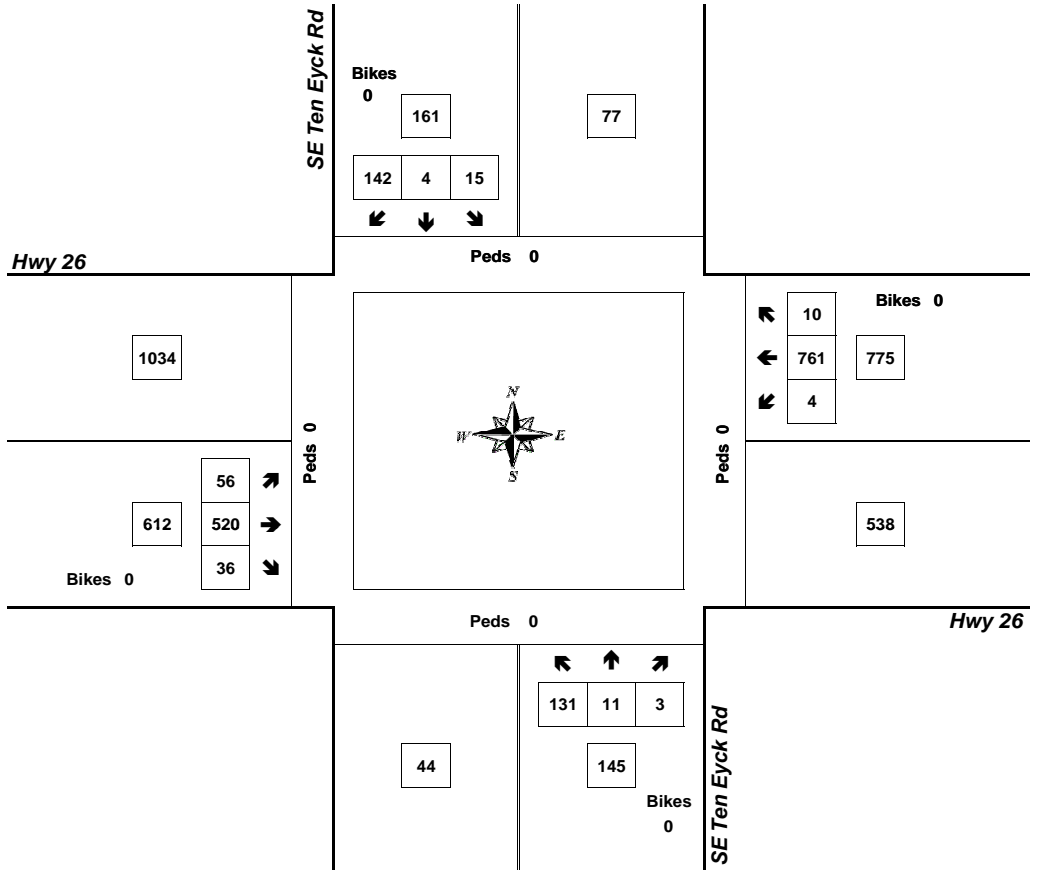 SE Ten Eyck Rd
Bikes
0
161
77
142 4 15
Peds 0
Hwy 26
10
Bikes 0
1034
761
775
4
N
W E
S
Peds 0
Peds 0
56
612
520
538
36
Bikes 0
Peds 0
Hwy 26
131 11 3
44
145
Bikes
0
SE Ten Eyck Rd